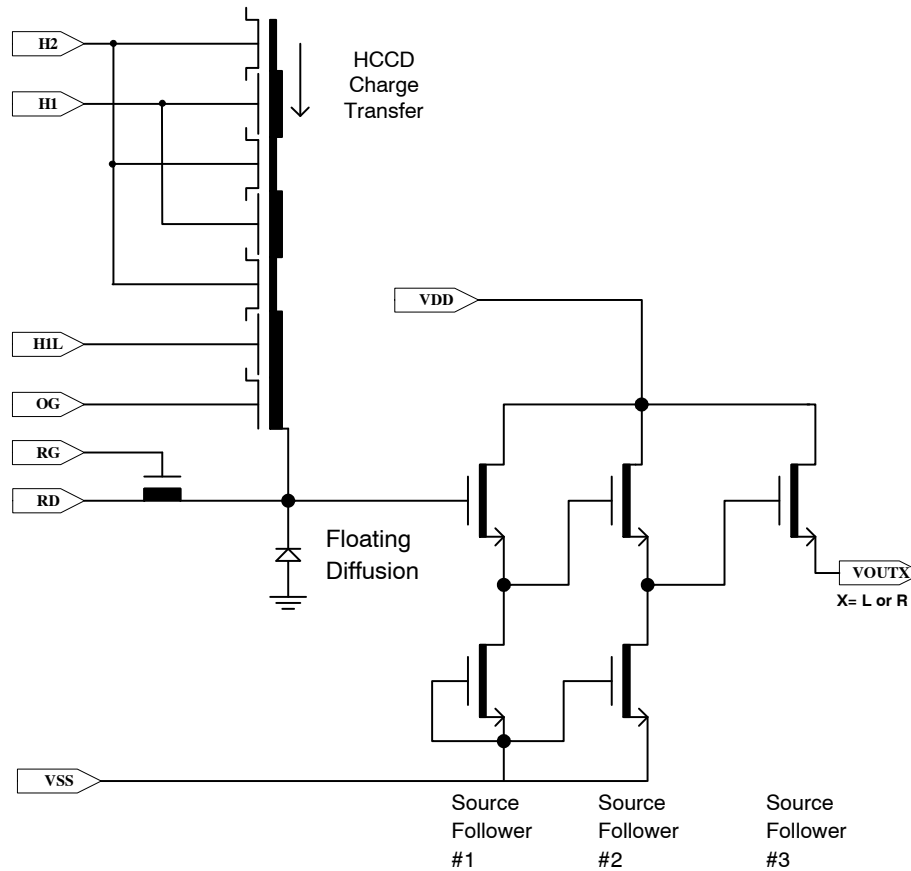 H2
HCCD
Charge
Transfer
H1
H1L
VDD
OG
RG
RD
Floating
Diffusion
VOUTX
X= L or R
VSS
Source
Follower
#1
Source
Follower
#2
Source
Follower
#3